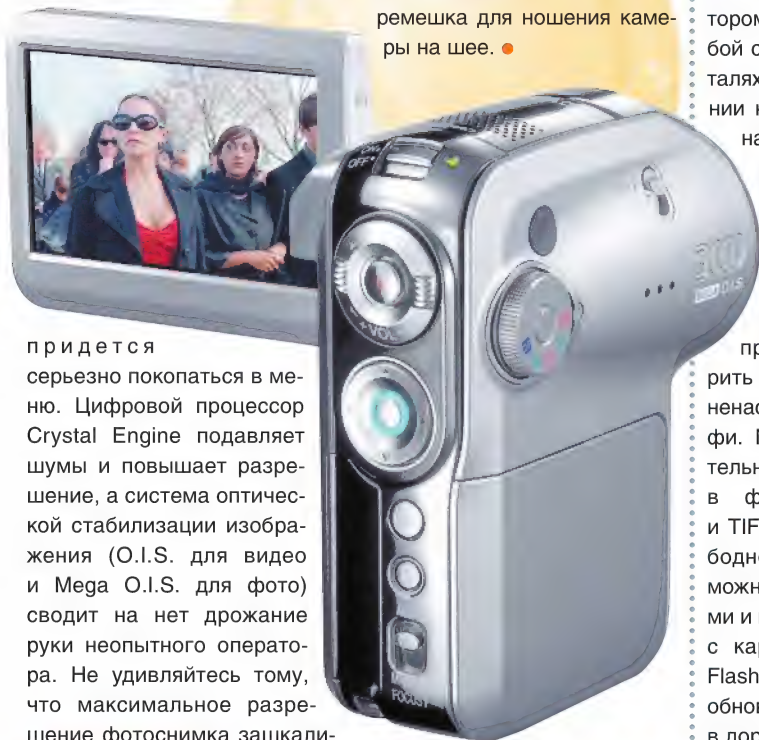 ремешка для ношения каме-
ры на шее.
придется
серьезно покопаться в ме-
ню. Цифровой процессор
Crystal Engine подавляет
шумы и повышает разре-
шение, а система оптичес-
кой стабилизации изобра-
жения (O.I.S. для видео
и Mega O.I.S. для фото)
сводит на нет дрожание
руки неопытного операто-
ра. Не удивляйтесь тому,
что максимальное разре-
шение фотоснимка зашкали-
OFF
+VOL
FOCUS
O.I.S
тором
бой с
талях
нии
на
пр
рить
ненас
фи.
тельн
в ф
и TIF
бодн
можн
ми и
с кар
Flash
обнов
в дор